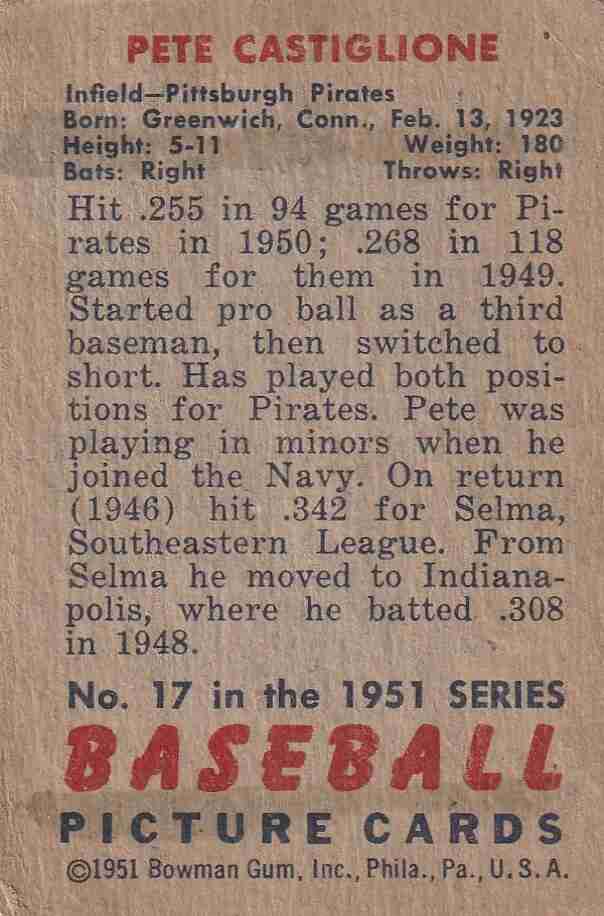 PETE CASTIGLIONE
Infield—Pittsburgh Pirates
Born: Greenwich, Conn., Feb. 13, 1923
Height: 5-11 Weight: 180
Bats: Right Throws: Right
Hit .255 in 94 games for Pi-
rates in 1950; .268 in 118
games for them in 1949.
Started pro ball as a third
baseman, then switched to
short. Has played both posi-
tions for Pirates. Pete was
playing in minors when he
joined the Navy. On return
(1946) hit .342 for Selma,
Southeastern League. From
Selma he moved to Indiana-
polis, where he batted .308
in 1948.
No. 17 in the 1951 SERIES
BASEBALL
PICTURE CARDS
©1951 Bowman Gum, Inc., Phila., Pa., U.S.A.